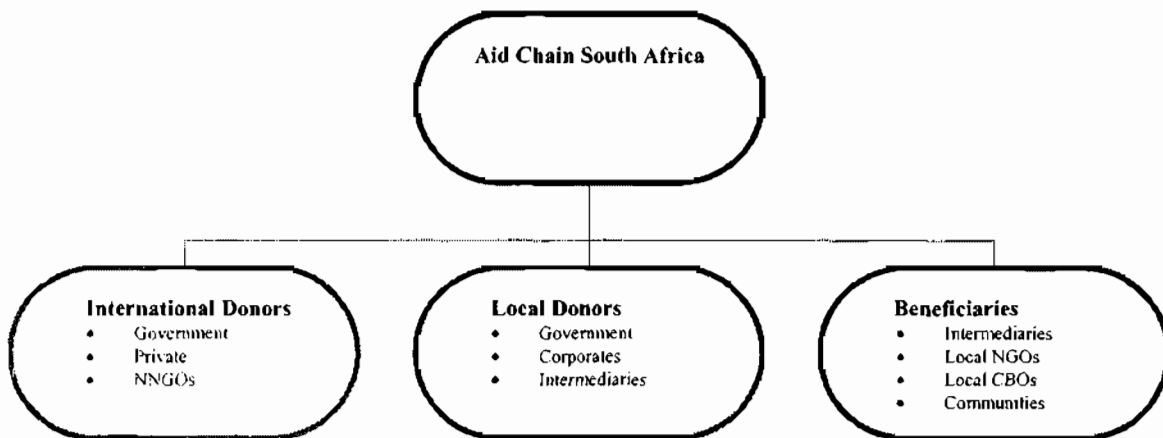 Aid Chain South Africa
International Donors
• Government
• Private
• NNGOs
Local Donors
• Government
• Corporates
• Intermediaries
Beneficiaries
• Intermediaries
• Local NGOs
• Local CBOs
• Communities